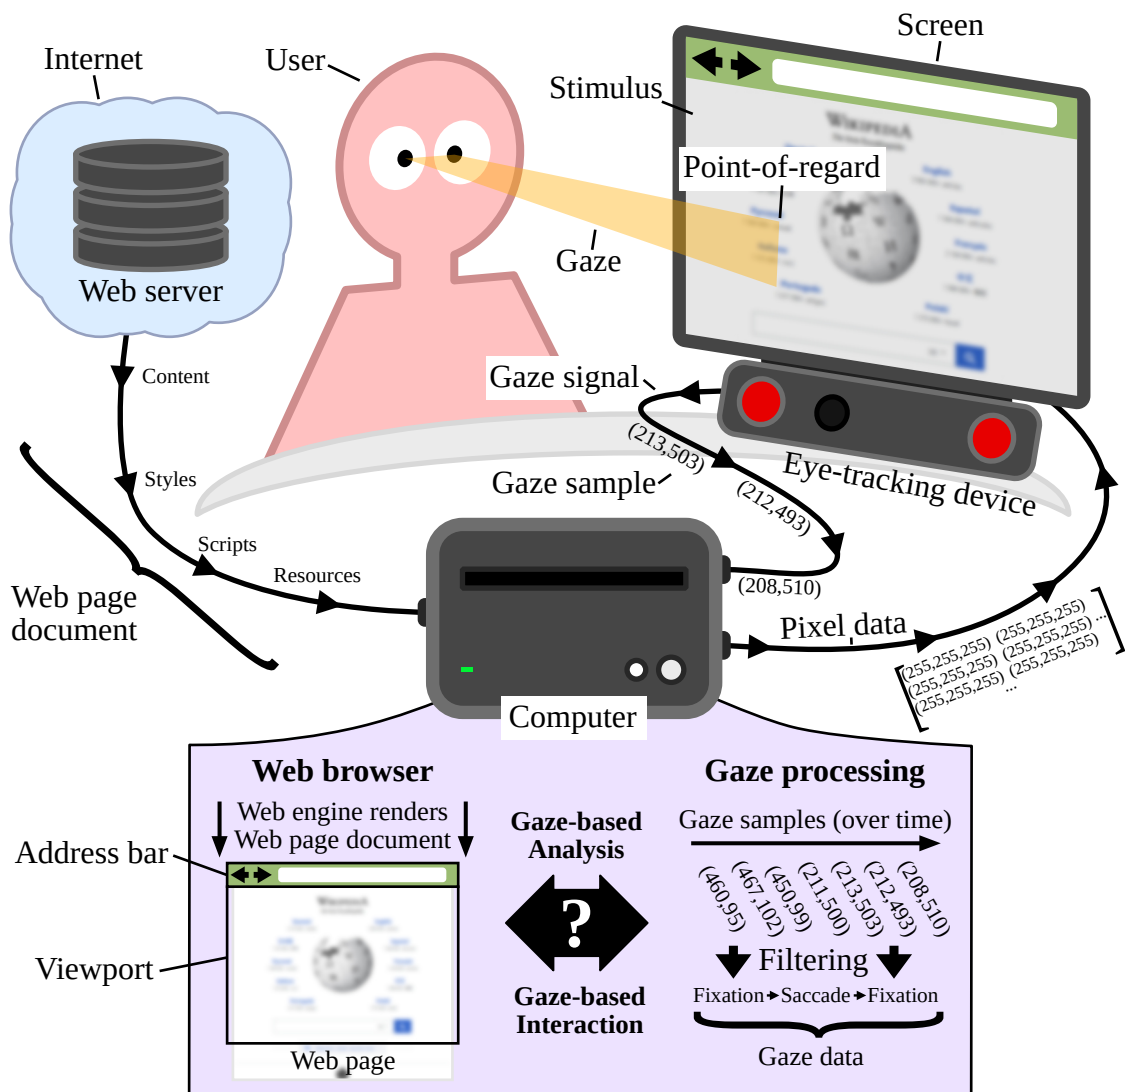 Internet
User
Screen
Stimulus
WIKIPEDIA
Point-of-regard
English
Español
Português
Gaze
Web server
Content
Gaze signal
(213,503)
Styles
Gaze sample
(212,493)
Eye-tracking device
Scripts
Resources
(208,510)
Web page
document
Pixel data
(255,255,255) (255,255,255)
(255,255,255) (255,255,255) ...
(255,255,255) (255,255,255)
...
Computer
Web browser
Web engine renders
Web page document
Address bar
Viewport
WIKIPEDIA
Web page
Gaze-based
Analysis
?
Gaze-based
Interaction
Gaze processing
Gaze samples (over time)
(460,95)
(467,102)
(450,99)
(211,500)
(213,503)
(212,493)
(208,510)
Filtering
Fixation Saccade Fixation
Gaze data